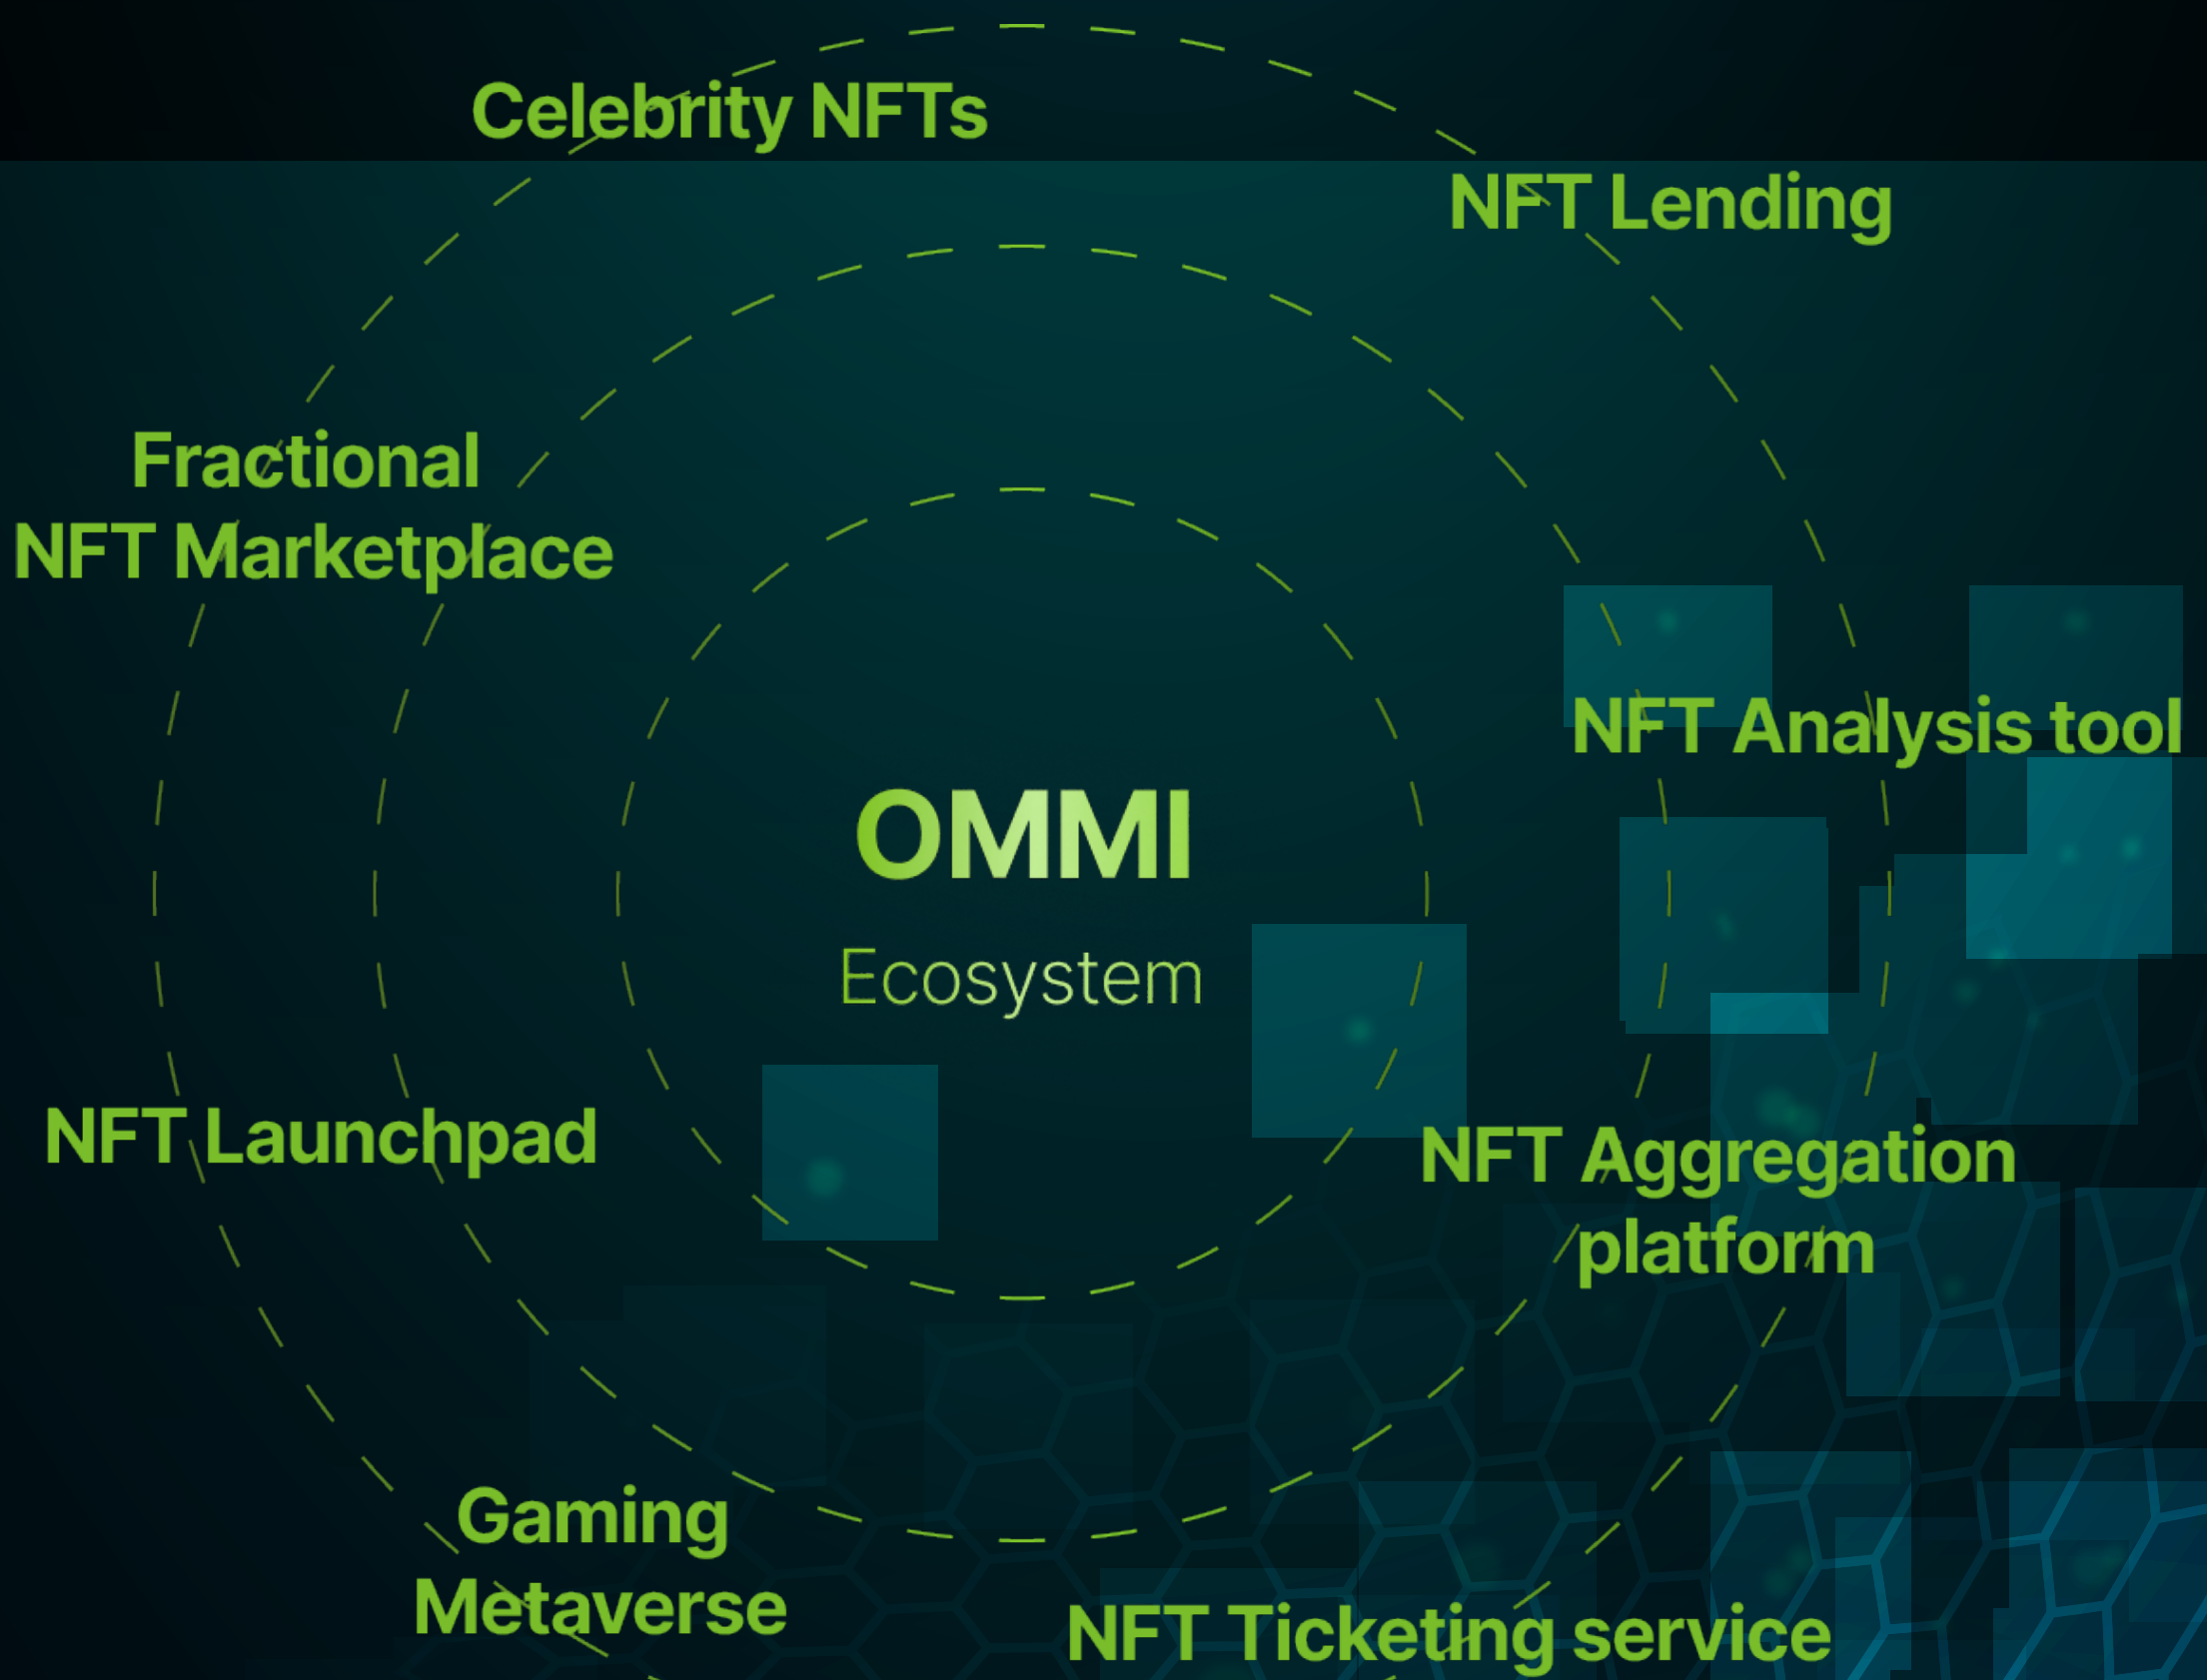 Celebrity NFTs
NFT Lending
Fractional
NFT Marketplace
NFT Analysis tool
OMMI
Ecosystem
NFT Launchpad
NFT Aggregation
platform
Gaming
Metaverse
NFT Ticketing service